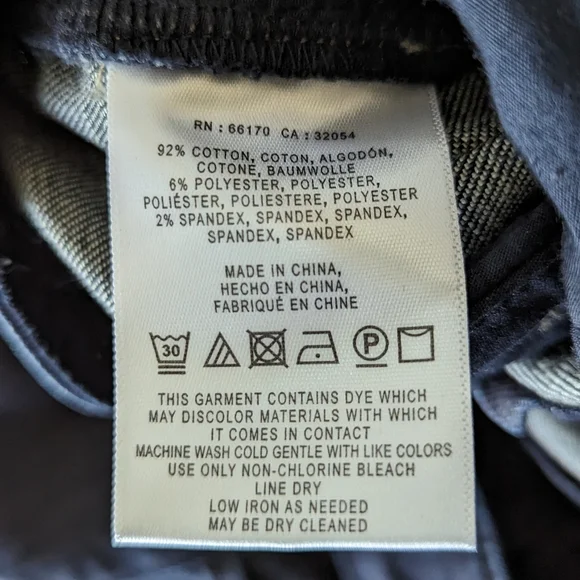 RN : 66170 CA : 32054
92% COTTON, COTON, ALGODÓN,
COTONE, BAUMWOLLE
6% POLYESTER, POLYESTER,
POLIÉSTER, POLIESTERE, POLYESTER
2% SPANDEX, SPANDEX, SPANDEX,
SPANDEX, SPANDEX
MADE IN CHINA,
HECHO EN CHINA,
FABRIQUÉ EN CHINE
30 P
THIS GARMENT CONTAINS DYE WHICH
MAY DISCOLOR MATERIALS WITH WHICH
IT COMES IN CONTACT
MACHINE WASH COLD GENTLE WITH LIKE COLORS
USE ONLY NON-CHLORINE BLEACH
LINE DRY
LOW IRON AS NEEDED
MAY BE DRY CLEANED